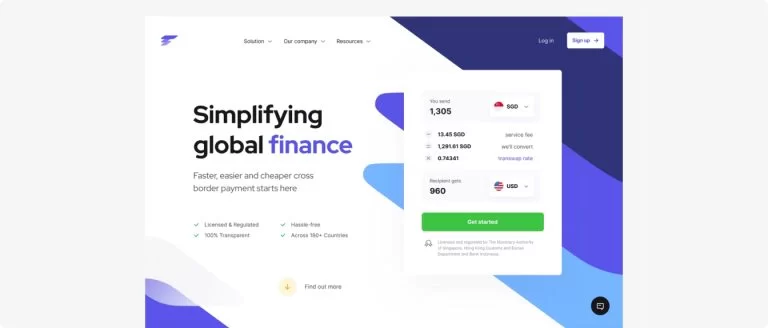 Solution
Our company
Resources
Log in
Sign up
Simplifying
global finance
Faster, easier and cheaper cross
border payment starts here
Licensed & Regulated
Hassle-free
100% Transparent
Across 180+ Countries
Find out more
You send
1,305
SGD
13.45 SGD
service fee
1,291.61 SGD
we'll convert
0.74341
transwap rate
Recipient gets
960
USD
Get started
Licensed and regulated by The Monetary Authority
of Singapore, Hong Kong Customs and Excise
Department and Bank Indonesia.